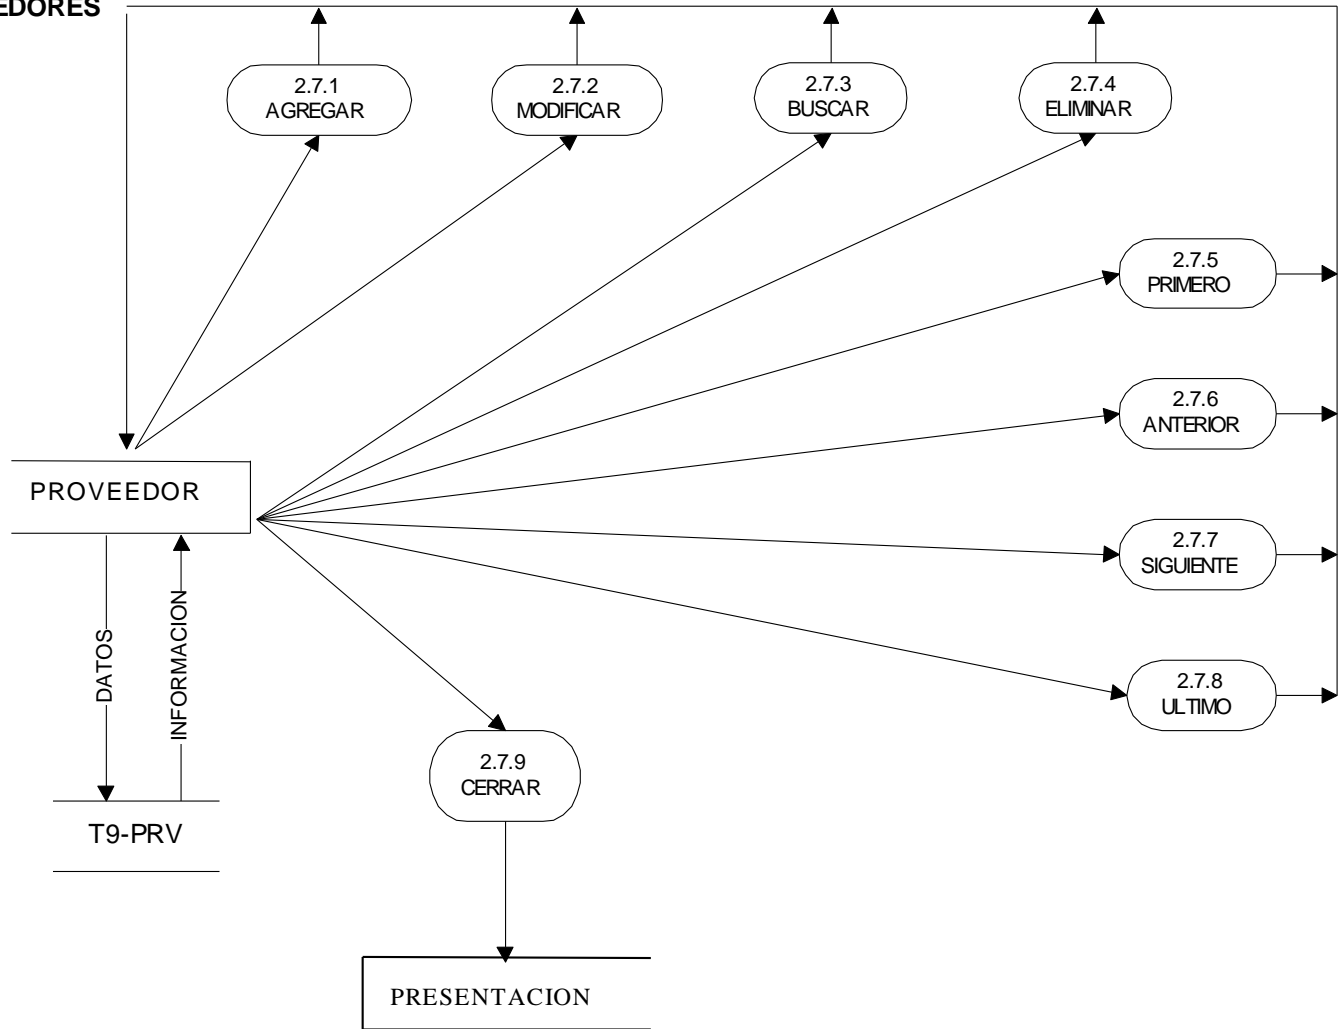 EDORES
2.7.1
AGREGAR
2.7.2
MODIFICAR
2.7.3
BUSCAR
2.7.4
ELIMINAR
2.7.5
PRIMERO
2.7.6
ANTERIOR
PROVEEDOR
2.7.7
SIGUIENTE
DATOS
INFORMACION
2.7.8
ULTIMO
2.7.9
CERRAR
T9-PRV
PRESENTACION